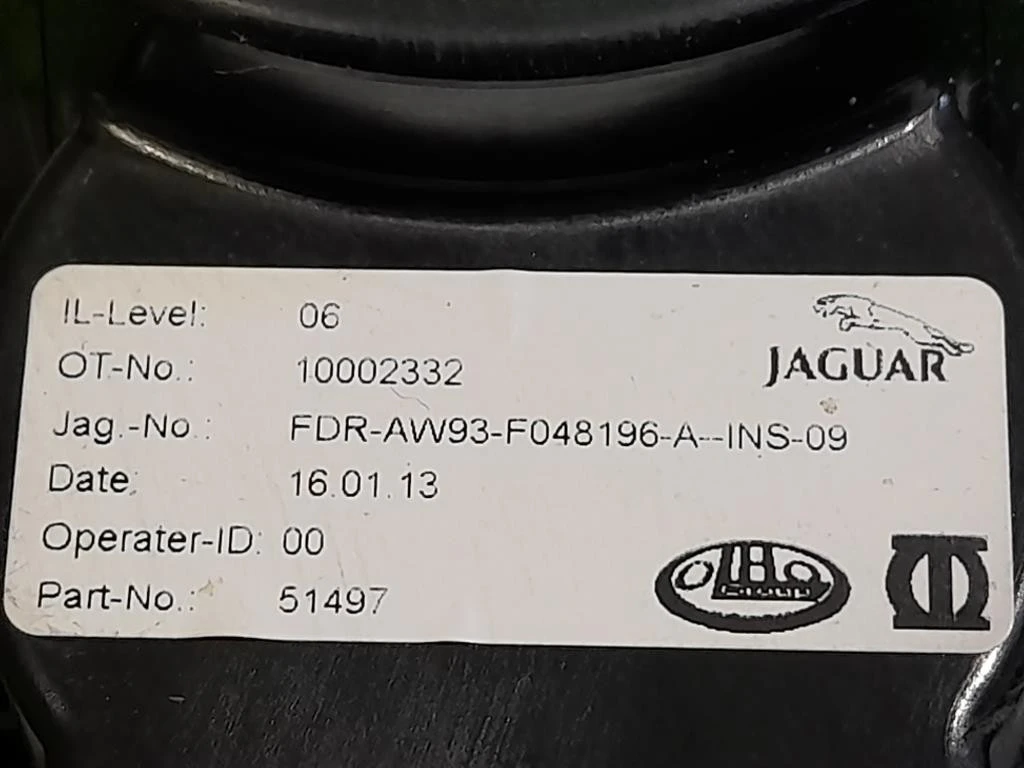 IL-Level: 06
OT-No.: 10002332
Jag.-No.: FDR-AW93-F048196-A--INS-09
Date: 16.01.13
Operater-ID: 00
Part-No.: 51497
JAGUAR